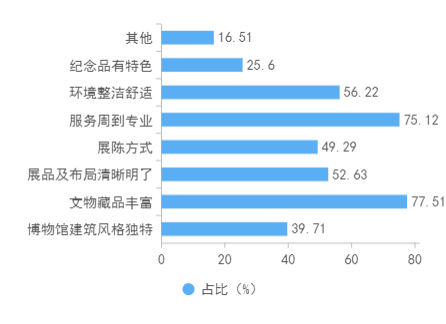 其他 16.51
纪念品有特色 25.6
环境整洁舒适 56.22
服务周到专业 75.12
展陈方式 49.29
展品及布局清晰明了 52.63
文物藏品丰富 77.51
博物馆建筑风格独特 39.71
0 20 40 60 80
占比（%）